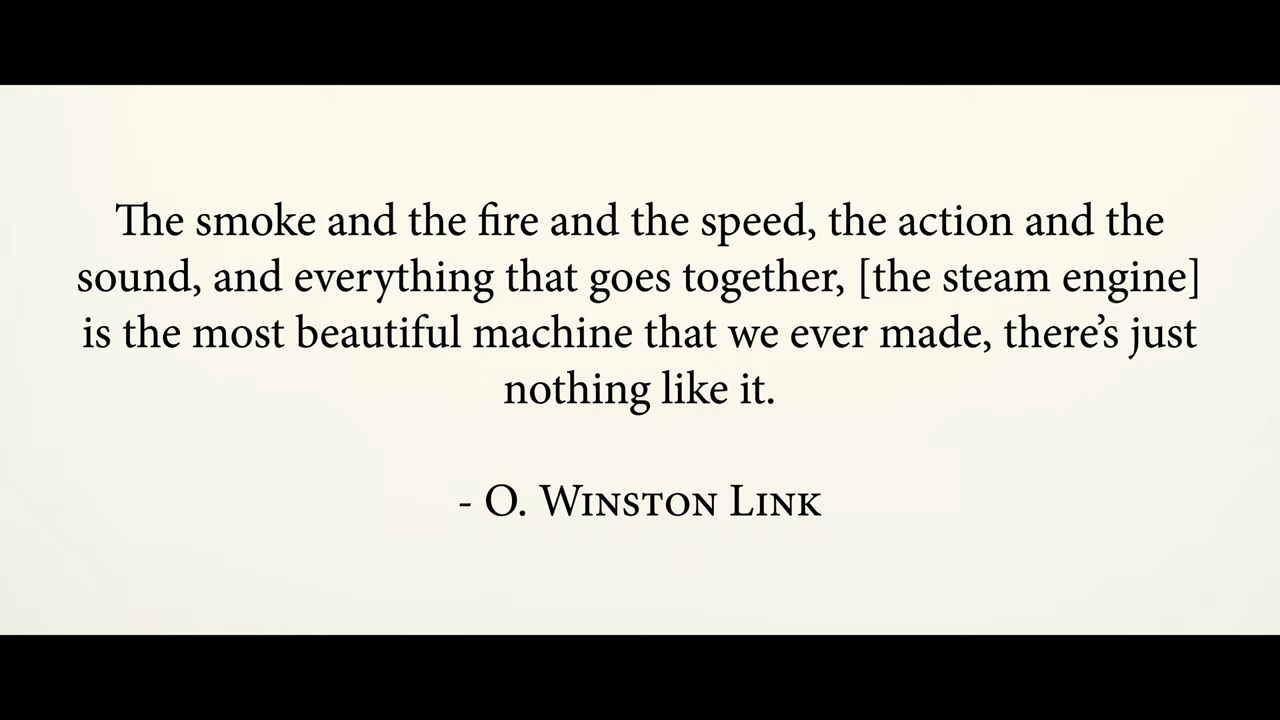 The smoke and the fire and the speed, the action and the
sound, and everything that goes together, [the steam engine]
is the most beautiful machine that we ever made, there’s just
nothing like it.
- O. Winston Link